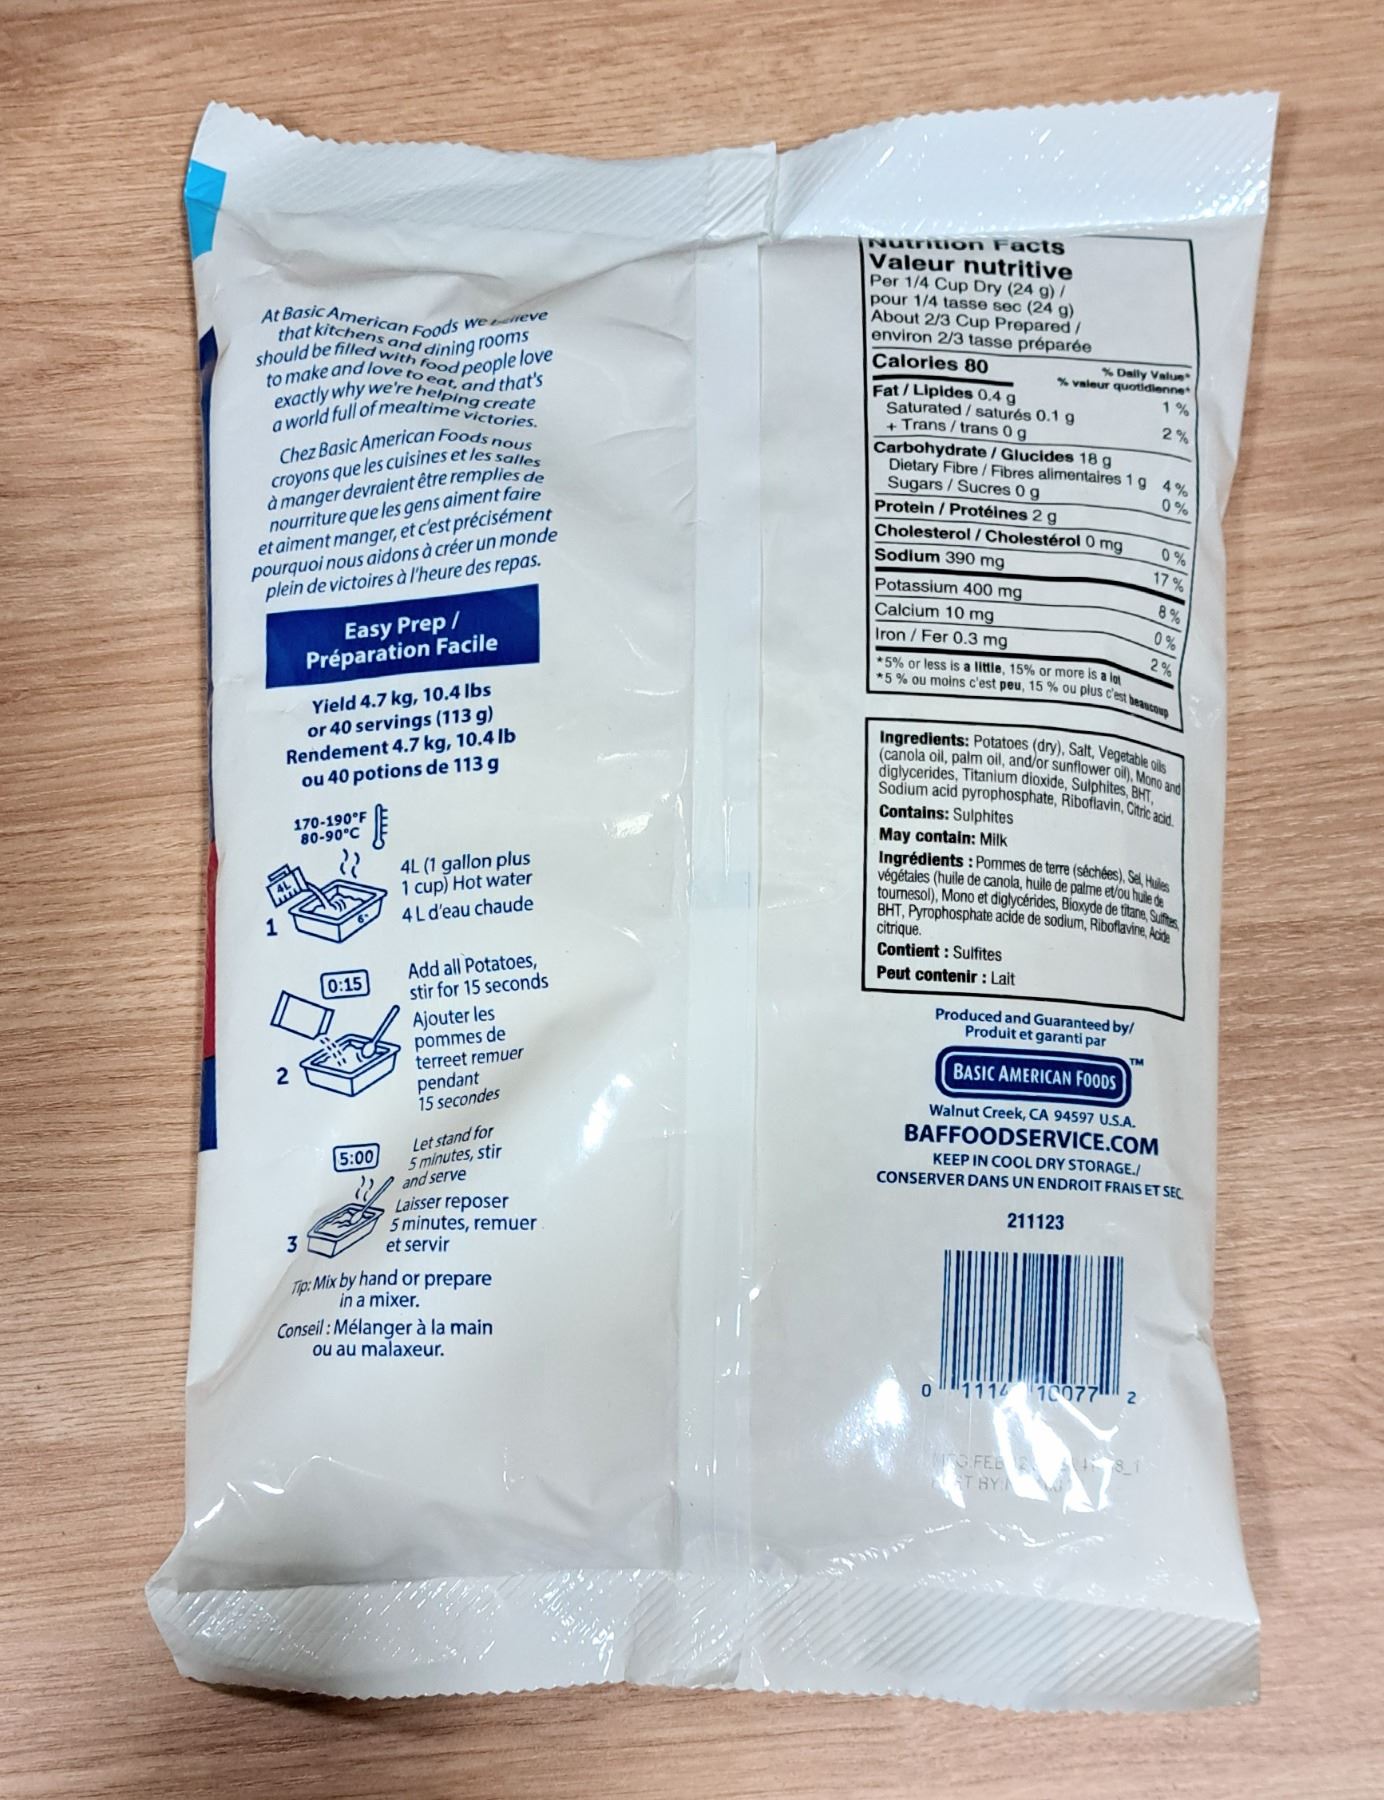 At Basic American Foods we believe
that kitchens and dining rooms
should be filled with food people love
to make and love to eat, and that's
exactly why we're helping create
a world full of mealtime victories.
Chez Basic American Foods nous
croyons que les cuisines et les salles
à manger devraient être remplies de
nourriture que les gens aiment faire
et aiment manger, et c'est précisément
pourquoi nous aidons à créer un monde
plein de victoires à l'heure des repas.
Easy Prep /
Préparation Facile
Yield 4.7 kg, 10.4 lbs
or 40 servings (113 g)
Rendement 4.7 kg, 10.4 lb
ou 40 potions de 113 g
170-190°F
80-90°C
4L
6"
1
4L (1 gallon plus
1 cup) Hot water
4 L d'eau chaude
0:15
2
Add all Potatoes,
stir for 15 seconds
Ajouter les
pommes de
terreet remuer
pendant
15 secondes
5:00
3
Let stand for
5 minutes, stir
and serve
Laisser reposer
5 minutes, remuer
et servir
Tip: Mix by hand or prepare
in a mixer.
Conseil : Mélanger à la main
ou au malaxeur.
Nutrition Facts
Valeur nutritive
Per 1/4 Cup Dry (24 g) /
pour 1/4 tasse sec (24 g)
About 2/3 Cup Prepared /
environ 2/3 tasse préparée
Calories 80
% Daily Value*
% valeur quotidienne*
Fat / Lipides 0.4 g 1 %
Saturated / saturés 0.1 g
+ Trans / trans 0 g 2 %
Carbohydrate / Glucides 18 g
Dietary Fibre / Fibres alimentaires 1 g 4 %
Sugars / Sucres 0 g 0 %
Protein / Protéines 2 g
Cholesterol / Cholestérol 0 mg 0 %
Sodium 390 mg 17 %
Potassium 400 mg 8 %
Calcium 10 mg 0 %
Iron / Fer 0.3 mg 2 %
*5% or less is a little, 15% or more is a lot
*5 % ou moins c'est peu, 15 % ou plus c'est beaucoup
Ingredients: Potatoes (dry), Salt, Vegetable oils
(canola oil, palm oil, and/or sunflower oil), Mono and
diglycerides, Titanium dioxide, Sulphites, BHT,
Sodium acid pyrophosphate, Riboflavin, Citric acid.
Contains: Sulphites
May contain: Milk
Ingrédients : Pommes de terre (séchées), Sel, Huiles
végétales (huile de canola, huile de palme et/ou huile de
tournesol), Mono et diglycérides, Bioxyde de titane, Sulfites,
BHT, Pyrophosphate acide de sodium, Riboflavine, Acide
citrique.
Contient : Sulfites
Peut contenir : Lait
Produced and Guaranteed by/
Produit et garanti par
BASIC AMERICAN FOODS™
Walnut Creek, CA 94597 U.S.A.
BAFFOODSERVICE.COM
KEEP IN COOL DRY STORAGE./
CONSERVER DANS UN ENDROIT FRAIS ET SEC.
211123
0 11140 10077 2